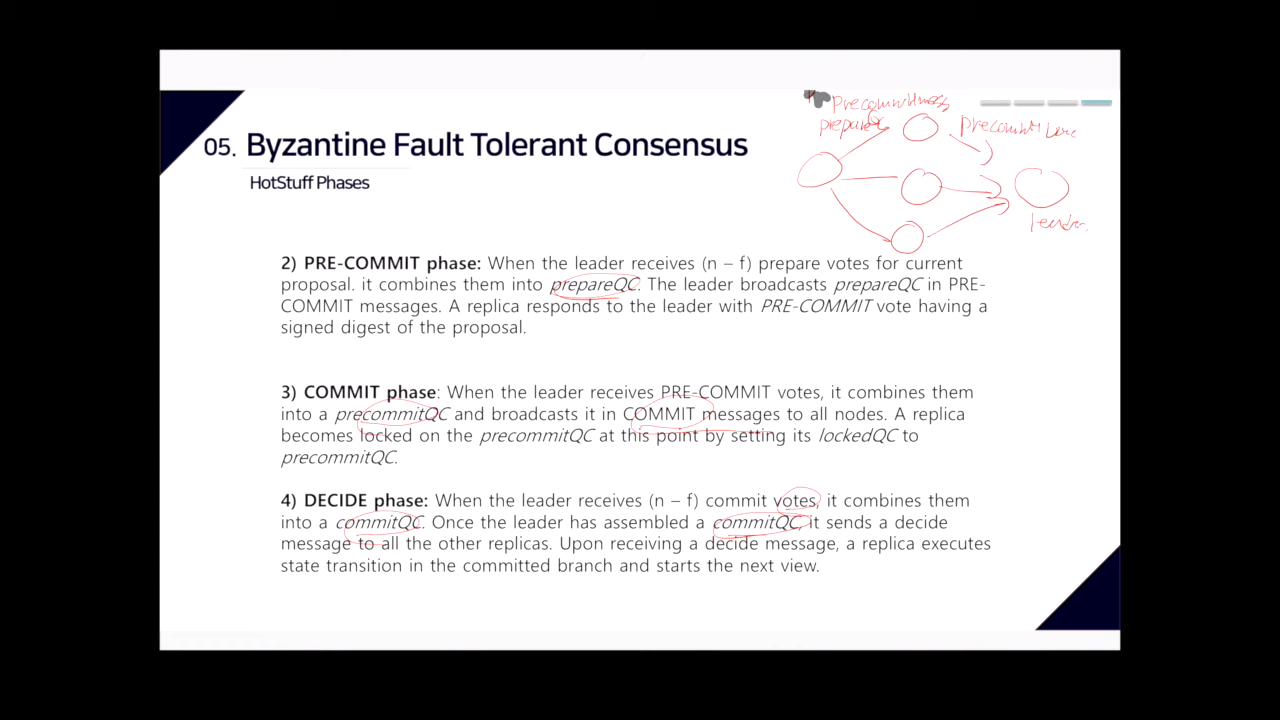 05. Byzantine Fault Tolerant Consensus
HotStuff Phases
leader.
2) PRE-COMMIT phase: When the leader receives (n – f) prepare votes for current
proposal. it combines them into prepareQC. The leader broadcasts prepareQC in PRE-
COMMIT messages. A replica responds to the leader with PRE-COMMIT vote having a
signed digest of the proposal.
3) COMMIT phase: When the leader receives PRE-COMMIT votes, it combines them
into a precommitQC and broadcasts it in COMMIT messages to all nodes. A replica
becomes locked on the precommitQC at this point by setting its lockedQC to
precommitQC.
4) DECIDE phase: When the leader receives (n – f) commit votes, it combines them
into a commitQC. Once the leader has assembled a commitQC, it sends a decide
message to all the other replicas. Upon receiving a decide message, a replica executes
state transition in the committed branch and starts the next view.